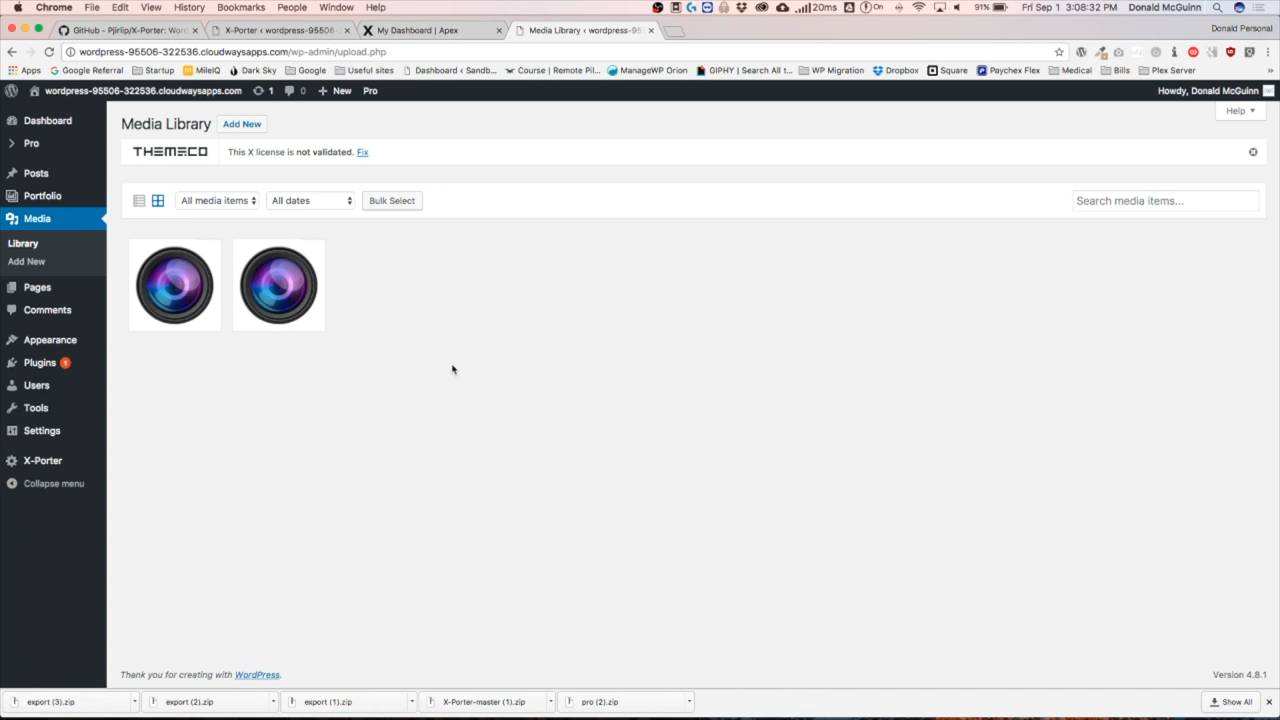 Chrome File Edit View History Bookmarks People Window Help 20ms On 91% Fri Sep 1 3:08:32 PM Donald McGuinn
GitHub - Pjirlip/X-Porter: Wor X-Porter ‹ wordpress-95506- My Dashboard | Apex Media Library ‹ wordpress-95 Donald Personal
wordpress-95506-322536.cloudwaysapps.com/wp-admin/upload.php
Apps Google Referral Startup MileIQ Dark Sky Google Useful sites Dashboard ‹ Sandb... Course | Remote Pil... ManageWP Orion GIPHY | Search All t... WP Migration Dropbox Square Paychex Flex Medical Bills Plex Server
wordpress-95506-322536.cloudwaysapps.com 1 0 New Pro Howdy, Donald McGuinn
Help
Media Library Add New
THEMECO This X license is not validated. Fix
All media items All dates Bulk Select Search media items...
Dashboard
Pro
Posts
Portfolio
Media
Library
Add New
Pages
Comments
Appearance
Plugins 1
Users
Tools
Settings
X-Porter
Collapse menu
Thank you for creating with WordPress. Version 4.8.1
export (3).zip export (2).zip export (1).zip X-Porter-master (1).zip pro (2).zip Show All